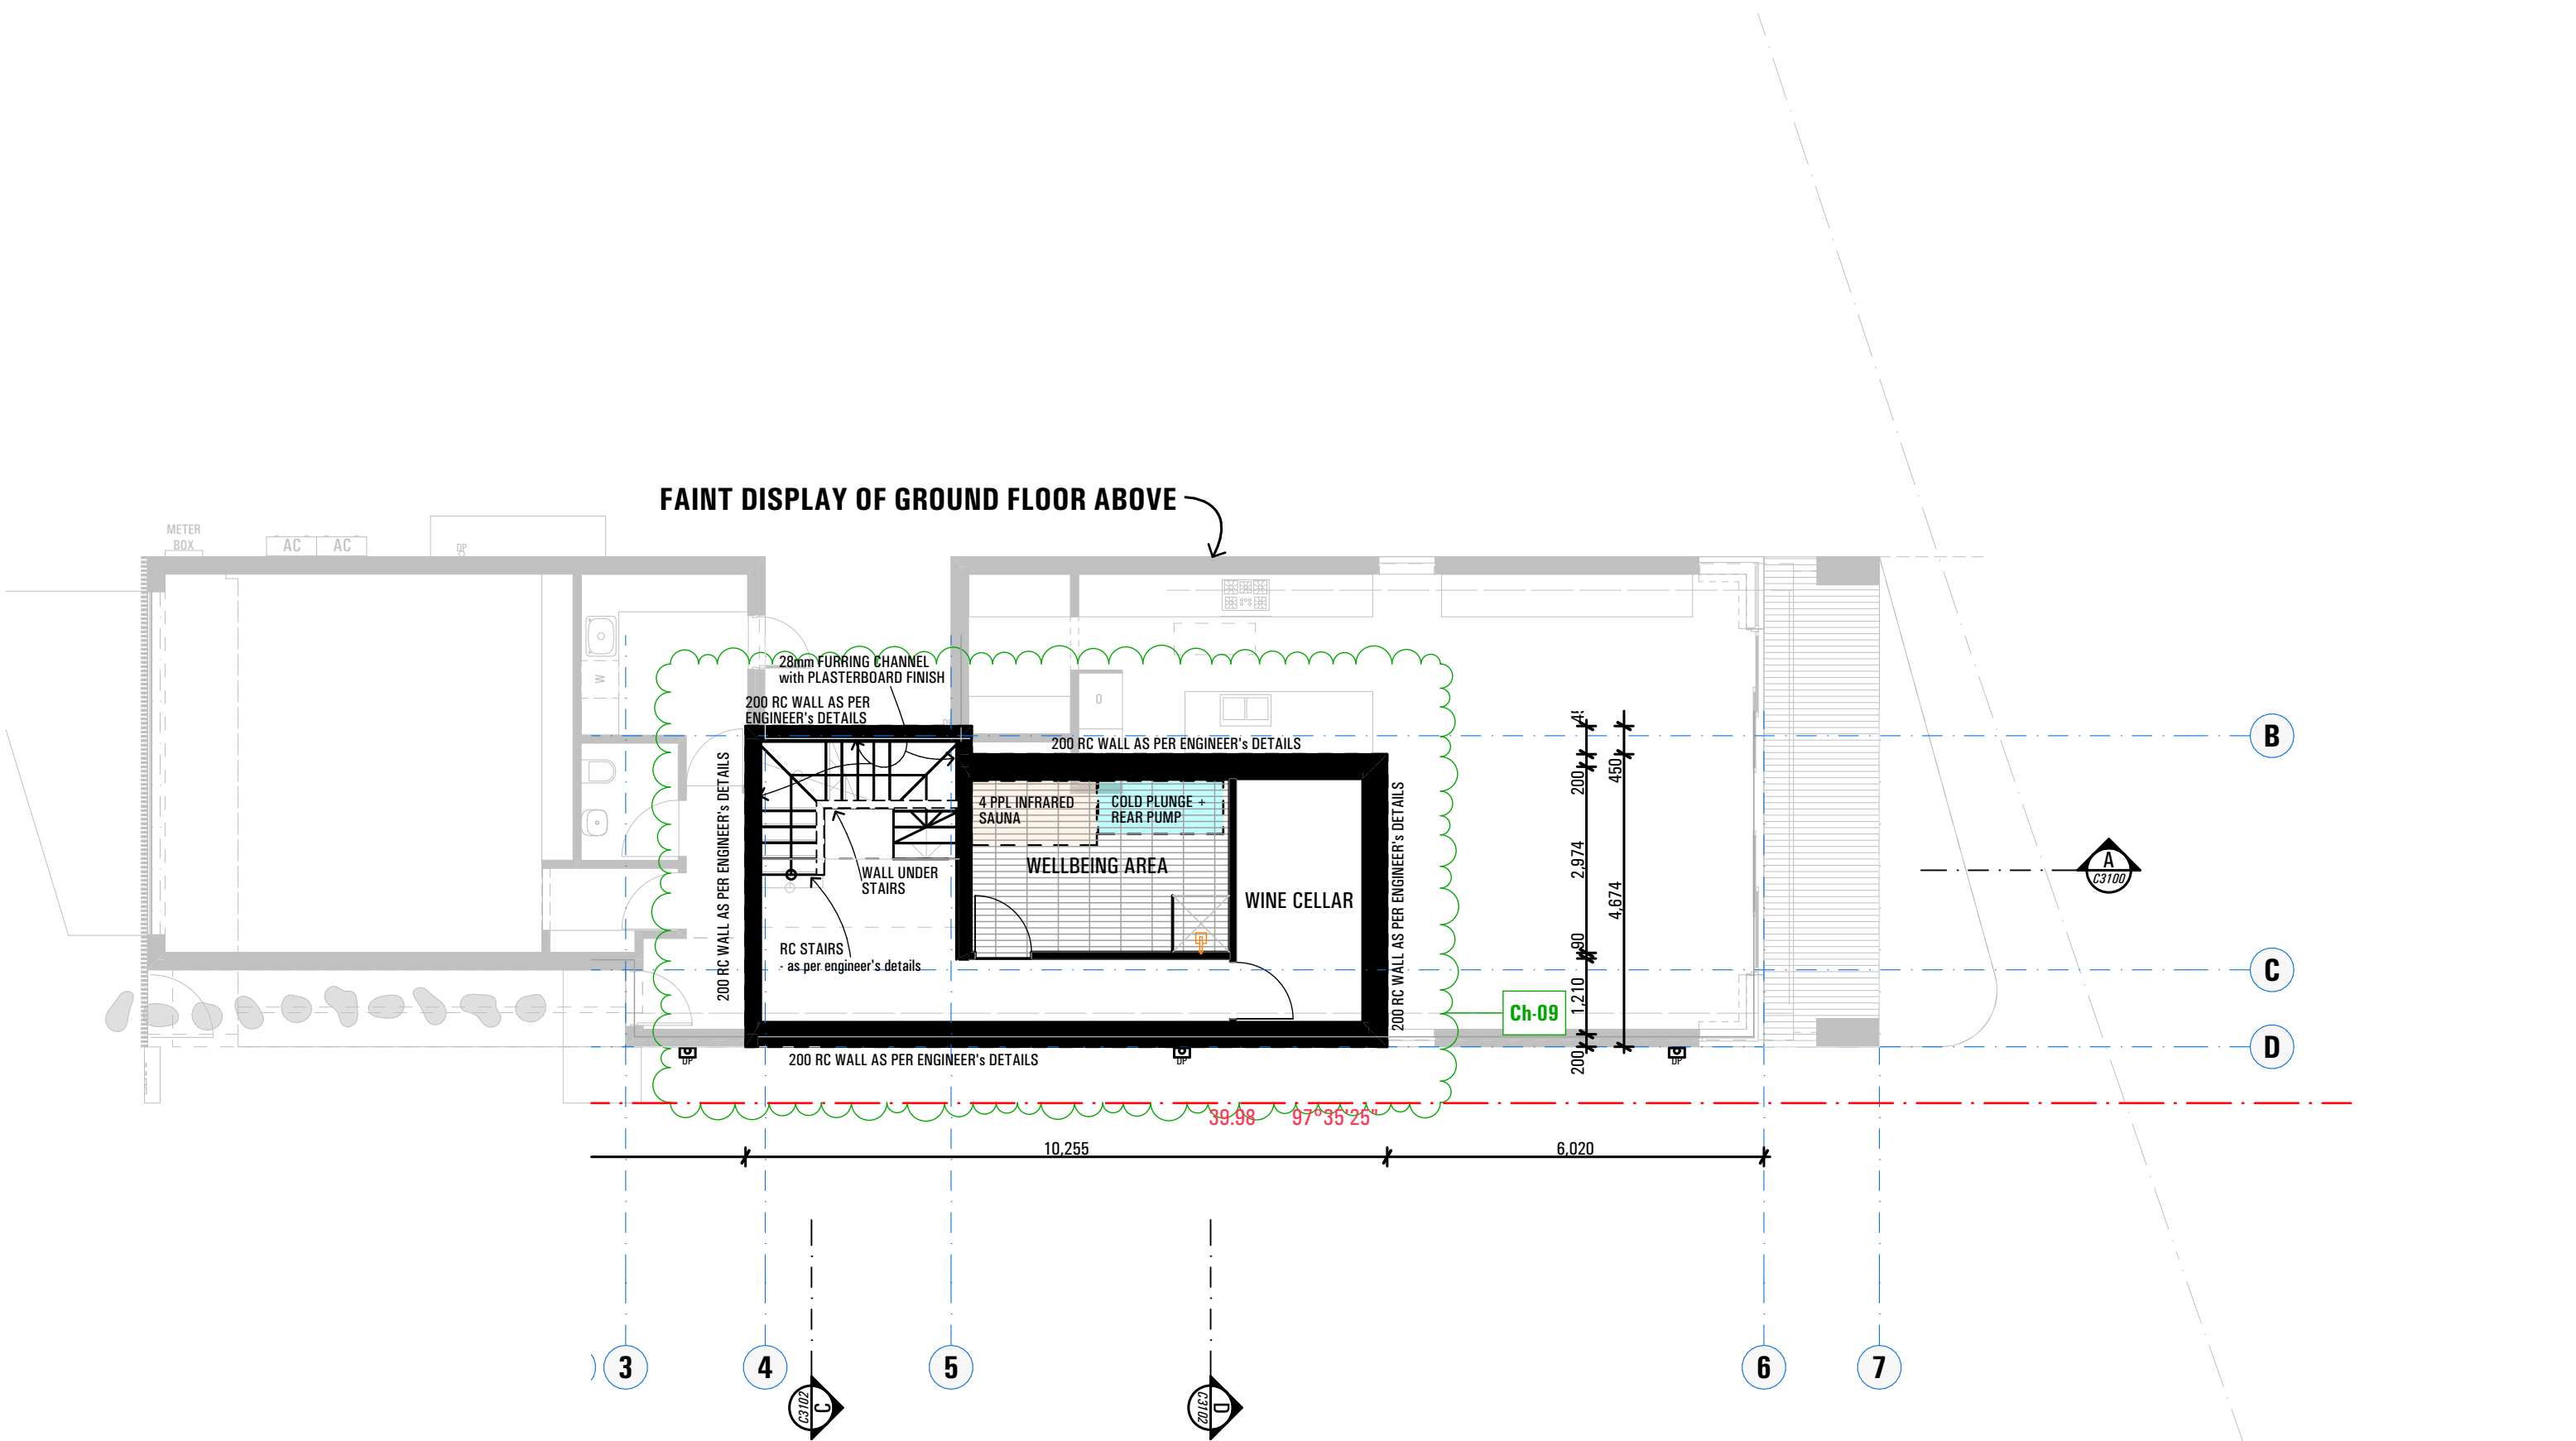 FAINT DISPLAY OF GROUND FLOOR ABOVE
METER
BOX
AC
AC
DP
28mm FURRING CHANNEL
with PLASTERBOARD FINISH
W
O
200 RC WALL AS PER
ENGINEER's DETAILS
200 RC WALL AS PER ENGINEER's DETAILS
B
450
200
4 PPL INFRARED
SAUNA
COLD PLUNGE +
REAR PUMP
200 RC WALL AS PER ENGINEER's DETAILS
200 RC WALL AS PER ENGINEER's DETAILS
WELLBEING AREA
WALL UNDER
STAIRS
WINE CELLAR
2,974
4,674
A
C3100
RC STAIRS
- as per engineer's details
90
C
1,210
Ch-09
D
200
DP
DP
DP
200 RC WALL AS PER ENGINEER's DETAILS
39.98
97°35'25"
10,255
6,020
3
4
5
6
7
C
C3102
D
C3102